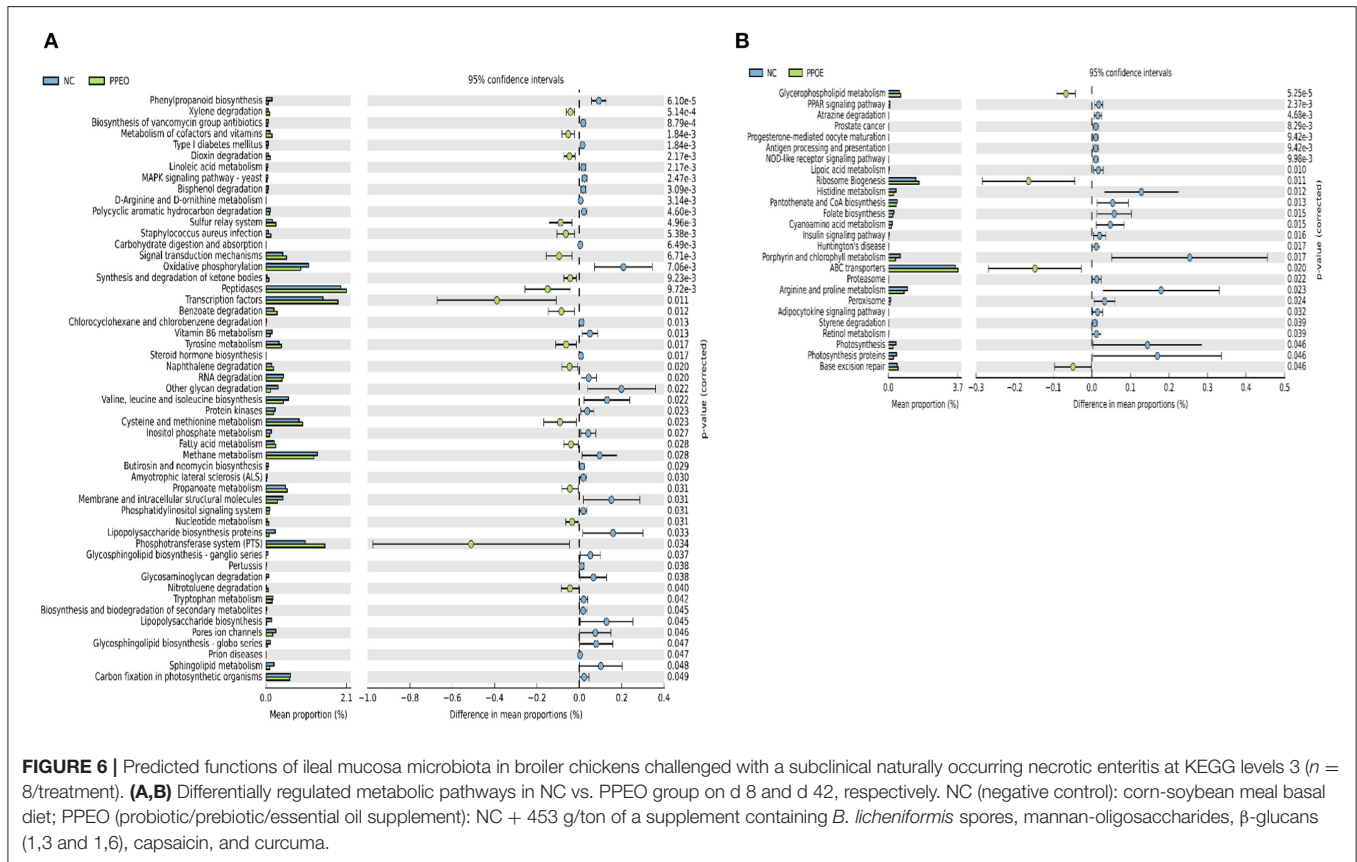 A
NC PPEO
95% confidence intervals
Phenylpropanoid biosynthesis 6.10e-5
Xylene degradation 5.14e-4
Biosynthesis of vancomycin group antibiotics 8.79e-4
Metabolism of cofactors and vitamins 1.84e-3
Type I diabetes mellitus 1.84e-3
Dioxin degradation 2.17e-3
Linoleic acid metabolism 2.17e-3
MAPK signaling pathway - yeast 2.47e-3
Bisphenol degradation 3.09e-3
D-Arginine and D-ornithine metabolism 3.14e-3
Polycyclic aromatic hydrocarbon degradation 4.60e-3
Sulfur relay system 4.96e-3
Staphylococcus aureus infection 5.38e-3
Carbohydrate digestion and absorption 6.49e-3
Signal transduction mechanisms 6.71e-3
Oxidative phosphorylation 7.06e-3
Synthesis and degradation of ketone bodies 9.23e-3
Peptidases 9.72e-3
Transcription factors 0.011
Benzoate degradation 0.012
Chlorocyclohexane and chlorobenzene degradation 0.013
Vitamin B6 metabolism 0.013
Tyrosine metabolism 0.017
Steroid hormone biosynthesis 0.017
Naphthalene degradation 0.020
RNA degradation 0.020
Other glycan degradation 0.022
Valine, leucine and isoleucine biosynthesis 0.022
Protein kinases 0.023
Cysteine and methionine metabolism 0.023
Inositol phosphate metabolism 0.027
Fatty acid metabolism 0.028
Methane metabolism 0.028
Butirosin and neomycin biosynthesis 0.029
Amyotrophic lateral sclerosis (ALS) 0.030
Propanoate metabolism 0.031
Membrane and intracellular structural molecules 0.031
Phosphatidylinositol signaling system 0.031
Nucleotide metabolism 0.031
Lipopolysaccharide biosynthesis proteins 0.033
Phosphotransferase system (PTS) 0.034
Glycosphingolipid biosynthesis - ganglio series 0.037
Pertussis 0.038
Glycosaminoglycan degradation 0.038
Nitrotoluene degradation 0.040
Tryptophan metabolism 0.042
Biosynthesis and biodegradation of secondary metabolites 0.045
Lipopolysaccharide biosynthesis 0.045
Pores ion channels 0.046
Glycosphingolipid biosynthesis - globo series 0.047
Prion diseases 0.047
Sphingolipid metabolism 0.048
Carbon fixation in photosynthetic organisms 0.049
p-value (corrected)
0.0 2.1 −1.0 −0.8 −0.6 −0.4 −0.2 0.0 0.2 0.4
Mean proportion (%) Difference in mean proportions (%)
B
NC PPOE
95% confidence intervals
Glycerophospholipid metabolism 5.25e-5
PPAR signaling pathway 2.37e-3
Atrazine degradation 4.68e-3
Prostate cancer 8.29e-3
Progesterone-mediated oocyte maturation 9.42e-3
Antigen processing and presentation 9.42e-3
NOD-like receptor signaling pathway 9.98e-3
Lipoic acid metabolism 0.010
Ribosome Biogenesis 0.011
Histidine metabolism 0.012
Pantothenate and CoA biosynthesis 0.013
Folate biosynthesis 0.015
Cyanoamino acid metabolism 0.015
Insulin signaling pathway 0.016
Huntington's disease 0.017
Porphyrin and chlorophyll metabolism 0.017
ABC transporters 0.020
Proteasome 0.022
Arginine and proline metabolism 0.023
Peroxisome 0.024
Adipocytokine signaling pathway 0.032
Styrene degradation 0.039
Retinol metabolism 0.039
Photosynthesis 0.046
Photosynthesis proteins 0.046
Base excision repair 0.046
p-value (corrected)
0.0 3.7 −0.3 −0.2 −0.1 0.0 0.1 0.2 0.3 0.4 0.5
Mean proportion (%) Difference in mean proportions (%)
FIGURE 6 | Predicted functions of ileal mucosa microbiota in broiler chickens challenged with a subclinical naturally occurring necrotic enteritis at KEGG levels 3 (n =
8/treatment). (A,B) Differentially regulated metabolic pathways in NC vs. PPEO group on d 8 and d 42, respectively. NC (negative control): corn-soybean meal basal
diet; PPEO (probiotic/prebiotic/essential oil supplement): NC + 453 g/ton of a supplement containing B. licheniformis spores, mannan-oligosaccharides, β-glucans
(1,3 and 1,6), capsaicin, and curcuma.